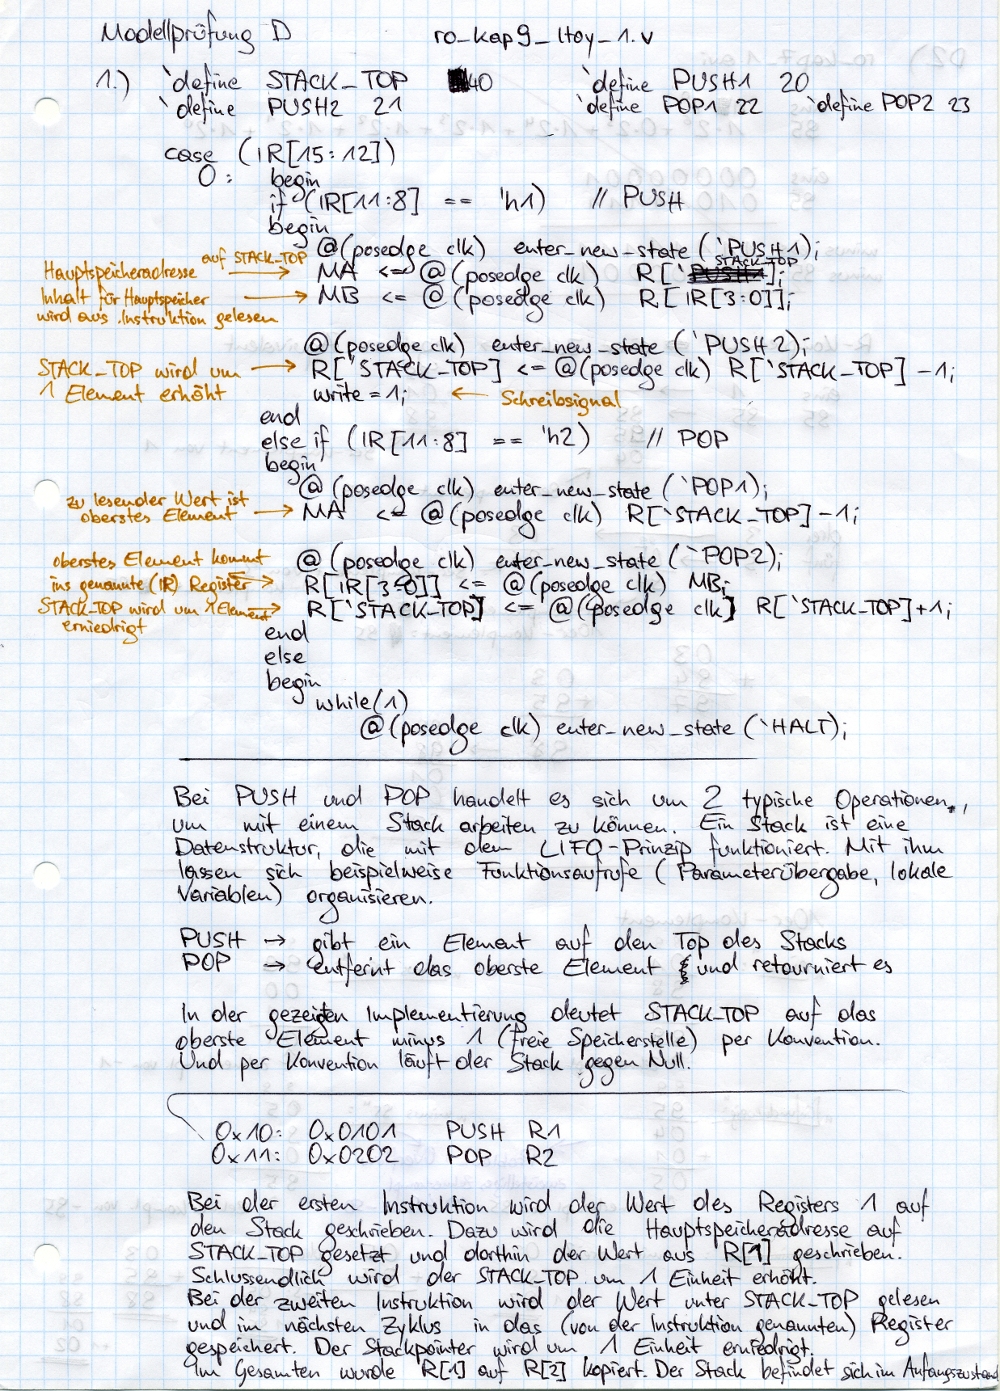 Modellprüfung D ro_kap9_ltoy_1.v
1.) `define STACK_TOP 40 `define PUSH1 20
`define PUSH2 21 `define POP1 22 `define POP2 23
case (IR[15:12])
0: begin
if (IR[11:8] == 'h1) // PUSH
begin
@(posedge clk) enter_new_state (`PUSH1);
Hauptspeicheradresse auf STACK_TOP → MA <= @(posedge clk) R[`STACK_TOP];
Inhalt für Hauptspeicher → MB <= @(posedge clk) R[IR[3:0]];
wird aus Instruktion gelesen
@(posedge clk) enter_new_state (`PUSH2);
STACK_TOP wird um → R[`STACK_TOP] <= @(posedge clk) R[`STACK_TOP] -1;
1 Element erhöht write = 1; ← Schreibsignal
end
else if (IR[11:8] == 'h2) // POP
begin
@(posedge clk) enter_new_state (`POP1);
zu lesender Wert ist
oberstes Element → MA <= @(posedge clk) R[`STACK_TOP] -1;
oberstes Element kommt @(posedge clk) enter_new_state (`POP2);
ins genannte (IR) Register → R[IR[3:0]] <= @(posedge clk) MB;
STACK_TOP wird um 1 Element → R[`STACK_TOP] <= @(posedge clk) R[`STACK_TOP]+1;
erniedrigt
end
else
begin
while(1)
@(posedge clk) enter_new_state (`HALT);
Bei PUSH und POP handelt es sich um 2 typische Operationen,
um mit einem Stack arbeiten zu können. Ein Stack ist eine
Datenstruktur, die mit dem LIFO-Prinzip funktioniert. Mit ihm
lassen sich beispielweise Funktionsaufrufe (Parameterübergabe, lokale
Variablen) organisieren.
PUSH → gibt ein Element auf den Top des Stacks
POP → entfernt das oberste Element und retourniert es
In der gezeigten Implementierung deutet STACK_TOP auf das
oberste Element minus 1 (freie Speicherstelle) per Konvention.
Und per Konvention läuft der Stack gegen Null.
0x10: 0x0101 PUSH R1
0x11: 0x0202 POP R2
Bei der ersten Instruktion wird der Wert des Registers 1 auf
den Stack geschrieben. Dazu wird die Hauptspeicheradresse auf
STACK_TOP gesetzt und dorthin der Wert aus R[1] geschrieben.
Schlussendlich wird der STACK_TOP um 1 Einheit erhöht.
Bei der zweiten Instruktion wird der Wert unter STACK_TOP gelesen
und im nächsten Zyklus in das (von der Instruktion genannten) Register
gespeichert. Der Stackpointer wird um 1 Einheit erniedrigt.
Im Gesamten wurde R[1] auf R[2] kopiert. Der Stack befindet sich im Anfangszustand